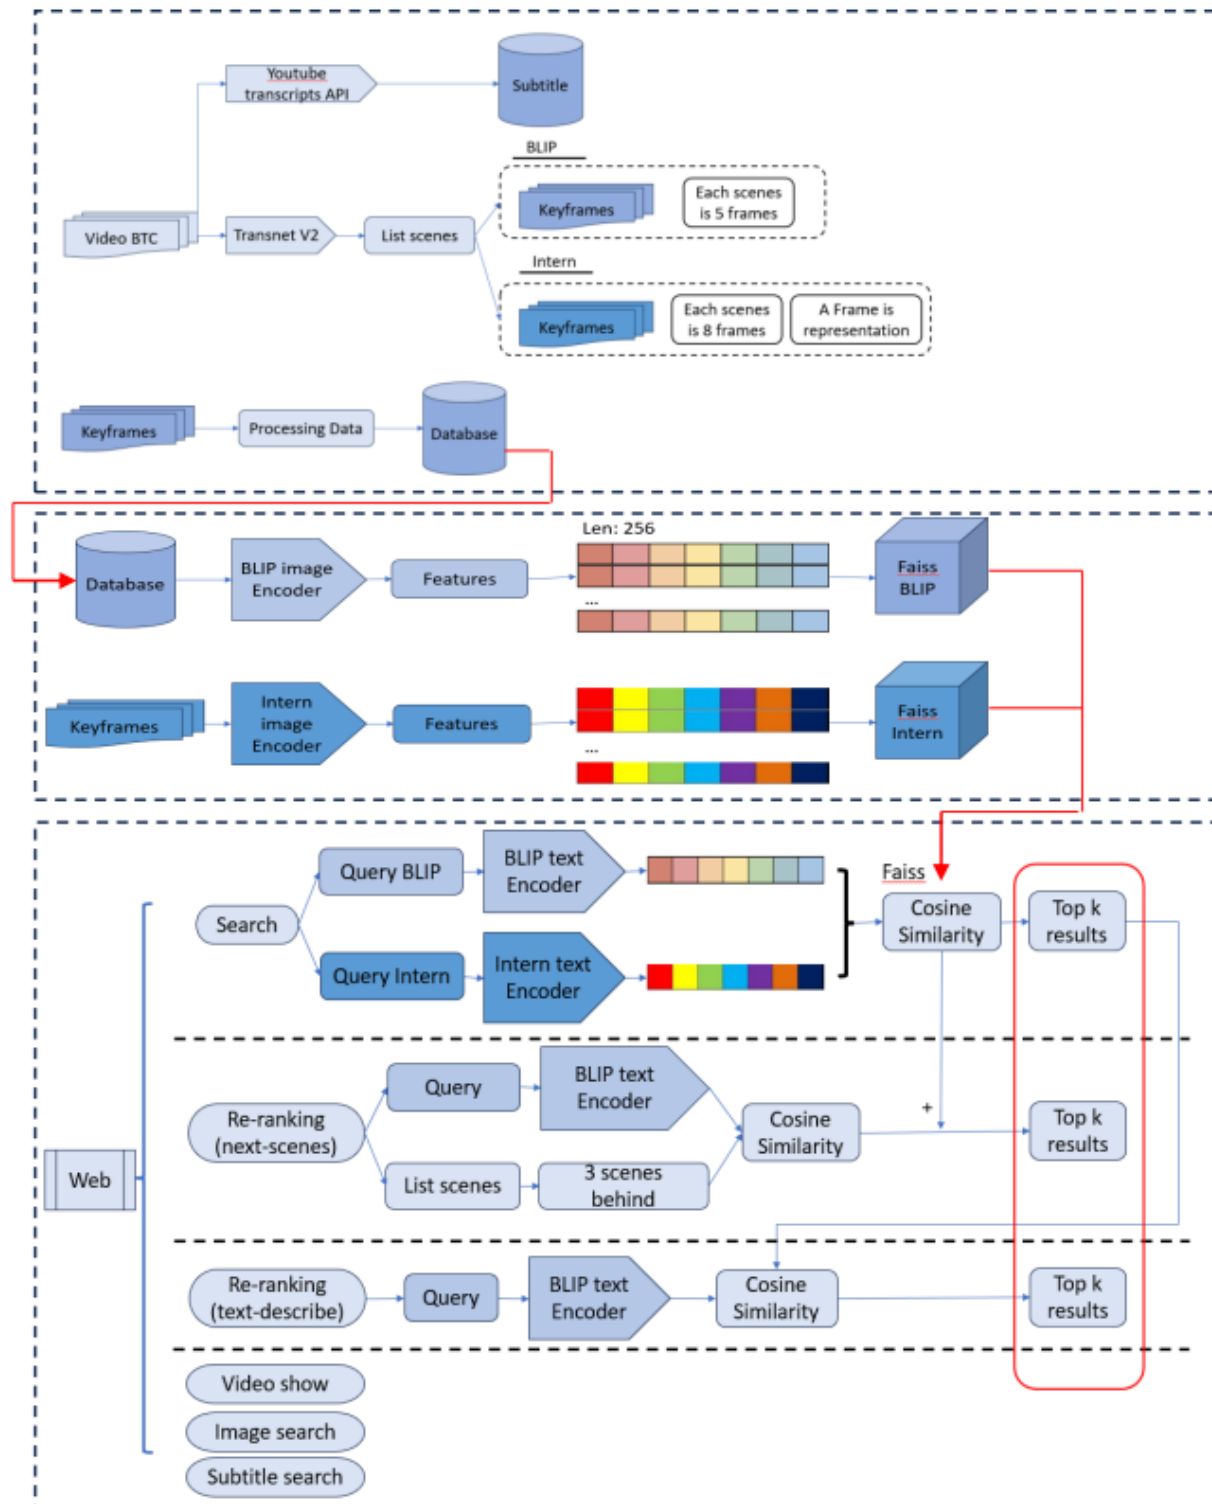 Youtube
transcripts API
Subtitle
BLIP
Keyframes
Each scenes
is 5 frames
Video BTC
Transnet V2
List scenes
Intern
Keyframes
Each scenes
is 8 frames
A Frame is
representation
Keyframes
Processing Data
Database
Len: 256
Database
BLIP image
Encoder
Features
...
Faiss
BLIP
Keyframes
Intern
image
Encoder
Features
...
Faiss
Intern
Search
Query BLIP
BLIP text
Encoder
Query Intern
Intern text
Encoder
Faiss
Cosine
Similarity
Top k
results
Web
Re-ranking
(next-scenes)
Query
BLIP text
Encoder
List scenes
3 scenes
behind
Cosine
Similarity
+
Top k
results
Re-ranking
(text-describe)
Query
BLIP text
Encoder
Cosine
Similarity
Top k
results
Video show
Image search
Subtitle search